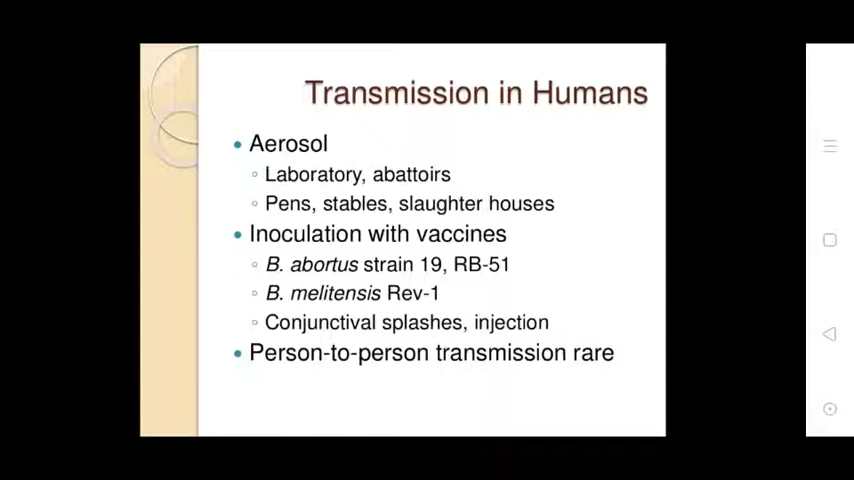 Transmission in Humans
• Aerosol
◦ Laboratory, abattoirs
◦ Pens, stables, slaughter houses
• Inoculation with vaccines
◦ B. abortus strain 19, RB-51
◦ B. melitensis Rev-1
◦ Conjunctival splashes, injection
• Person-to-person transmission rare